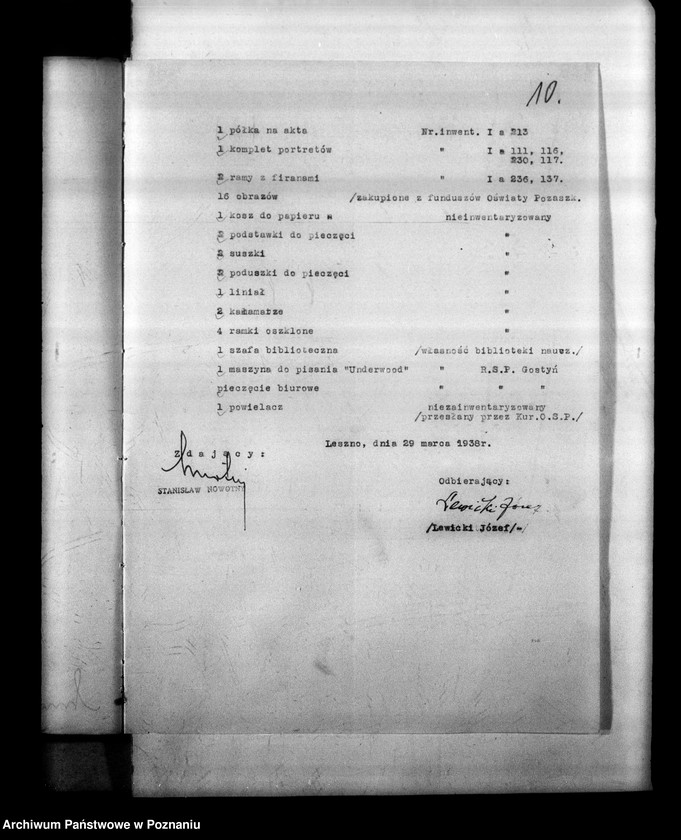 10.
1 półka na akta Nr.inwent. I a 213
1 komplet portretów " I a 111, 116,
230, 117.
2 ramy z firanami " I a 236, 137.
16 obrazów /zakupione z funduszów Oświaty Pozaszk.
1 kosz do papieru nieinwentaryzowany
2 podstawki do pieczęci "
2 suszki "
2 poduszki do pieczęci "
1 liniał "
2 kałamarze "
4 ramki oszklone "
1 szafa biblioteczna /własność biblioteki naucz./
1 maszyna do pisania "Underwood" " R.S.P. Gostyń
pieczęcie biurowe " " "
1 powielacz niezainwentaryzowany
/przesłany przez Kur.O.S.P./
Leszno, dnia 29 marca 1938r.
Zdający:
STANISŁAW NOWOTNY
Odbierający:
Lewicki Józef
/Lewicki Józef/-/
Archiwum Państwowe w Poznaniu